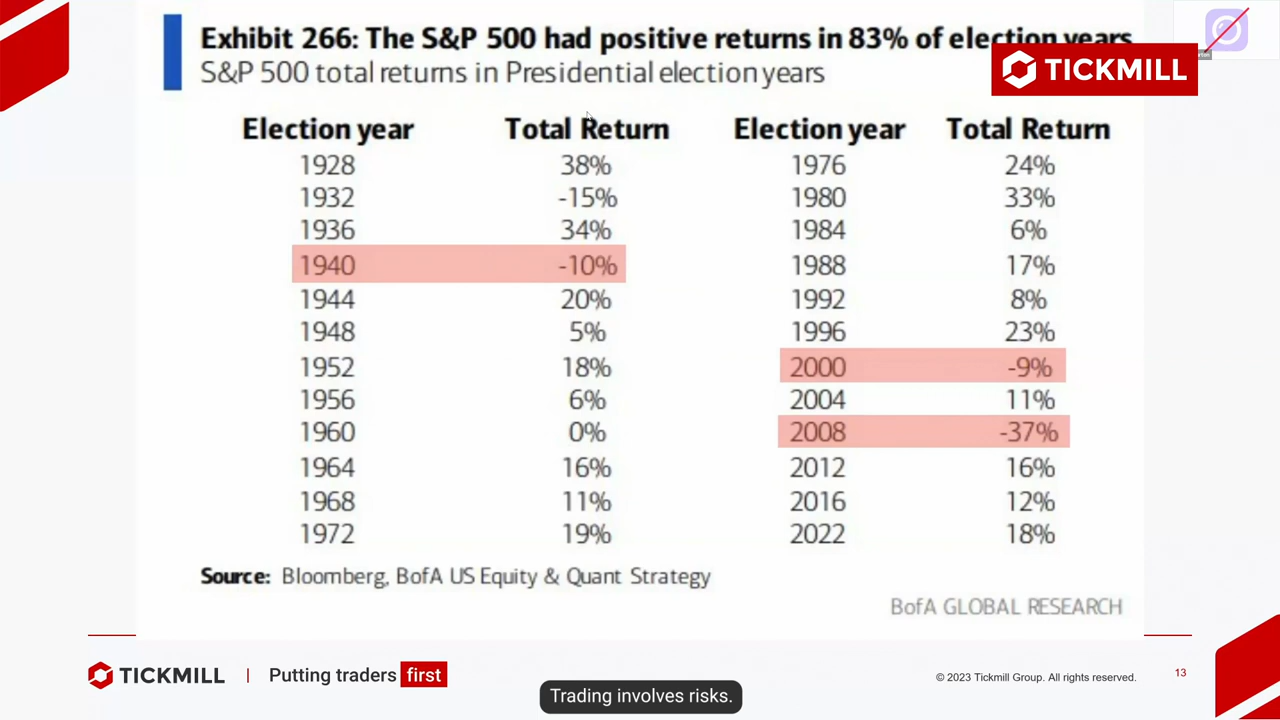 Exhibit 266: The S&P 500 had positive returns in 83% of election years
S&P 500 total returns in Presidential election years
TICKMILL
Election year Total Return Election year Total Return
1928 38% 1976 24%
1932 -15% 1980 33%
1936 34% 1984 6%
1940 -10% 1988 17%
1944 20% 1992 8%
1948 5% 1996 23%
1952 18% 2000 -9%
1956 6% 2004 11%
1960 0% 2008 -37%
1964 16% 2012 16%
1968 11% 2016 12%
1972 19% 2022 18%
Source: Bloomberg, BofA US Equity & Quant Strategy
BofA GLOBAL RESEARCH
TICKMILL | Putting traders first
© 2023 Tickmill Group. All rights reserved. 13
Trading involves risks.